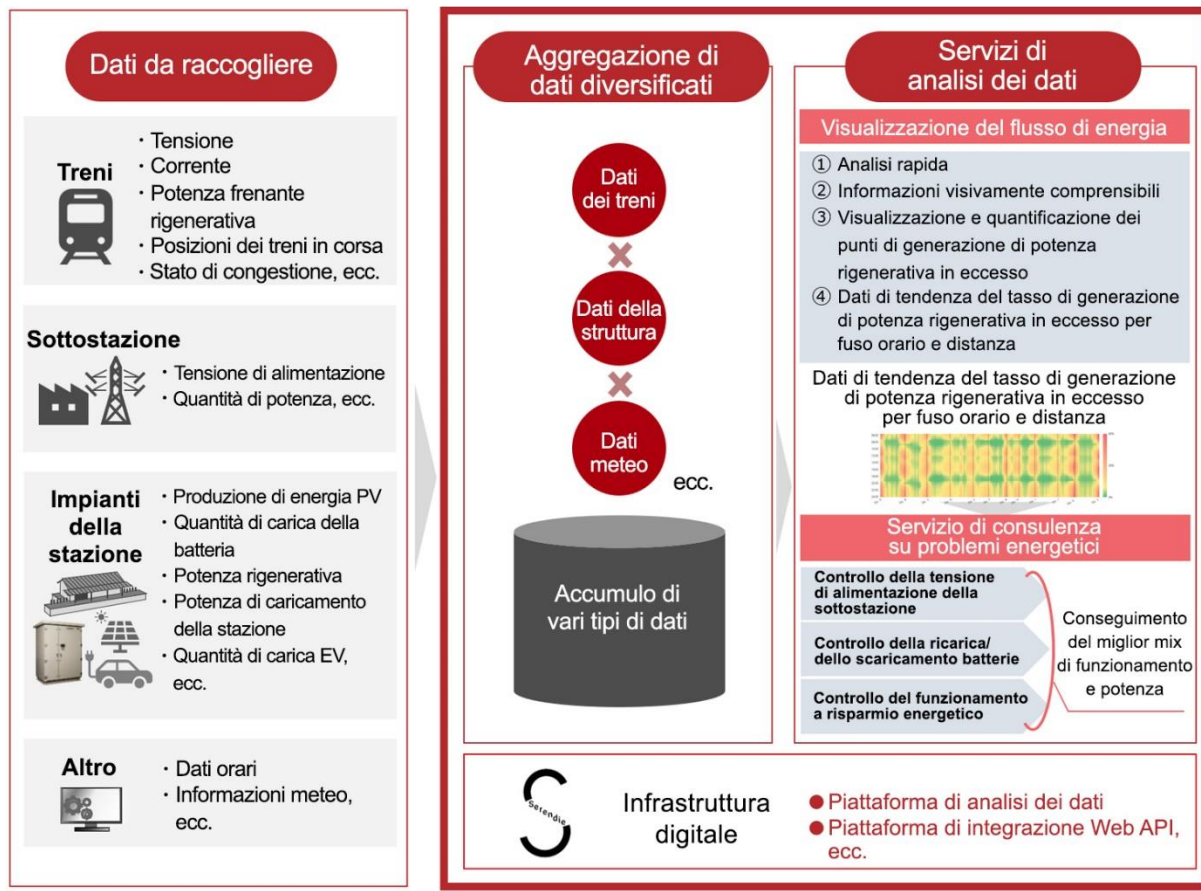 Dati da raccogliere
Treni
・Tensione
・Corrente
・Potenza frenante
rigenerativa
・Posizioni dei treni in corsa
・Stato di congestione, ecc.
Sottostazione
・Tensione di alimentazione
・Quantità di potenza, ecc.
Impianti
della
stazione
・Produzione di energia PV
・Quantità di carica della
batteria
・Potenza rigenerativa
・Potenza di caricamento
della stazione
・Quantità di carica EV,
ecc.
Altro
・Dati orari
・Informazioni meteo,
ecc.
Aggregazione di
dati diversificati
Dati
dei treni
Dati della
struttura
Dati
meteo
ecc.
Accumulo di
vari tipi di dati
Servizi di
analisi dei dati
Visualizzazione del flusso di energia
① Analisi rapida
② Informazioni visivamente comprensibili
③ Visualizzazione e quantificazione dei
punti di generazione di potenza
rigenerativa in eccesso
④ Dati di tendenza del tasso di generazione
di potenza rigenerativa in eccesso per
fuso orario e distanza
Dati di tendenza del tasso di generazione
di potenza rigenerativa in eccesso
per fuso orario e distanza
Servizio di consulenza
su problemi energetici
Controllo della tensione
di alimentazione della
sottostazione
Controllo della ricarica/
dello scaricamento batterie
Controllo del funzionamento
a risparmio energetico
Conseguimento
del miglior mix
di funzionamento
e potenza
Serendie
Infrastruttura
digitale
● Piattaforma di analisi dei dati
● Piattaforma di integrazione Web API,
ecc.